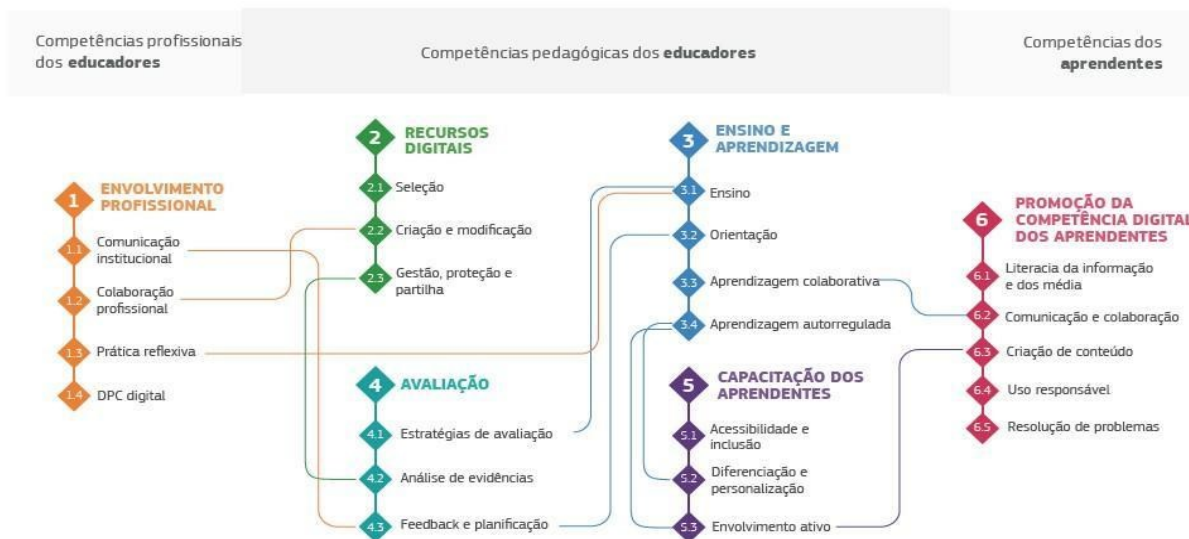 Competências profissionais
dos educadores
Competências pedagógicas dos educadores
Competências dos
aprendentes
1
ENVOLVIMENTO
PROFISSIONAL
1.1
Comunicação
institucional
1.2
Colaboração
profissional
1.3
Prática reflexiva
1.4
DPC digital
2
RECURSOS
DIGITAIS
2.1
Seleção
2.2
Criação e modificação
2.3
Gestão, proteção e
partilha
3
ENSINO E
APRENDIZAGEM
3.1
Ensino
3.2
Orientação
3.3
Aprendizagem colaborativa
3.4
Aprendizagem autorregulada
4
AVALIAÇÃO
4.1
Estratégias de avaliação
4.2
Análise de evidências
4.3
Feedback e planificação
5
CAPACITAÇÃO DOS
APRENDENTES
5.1
Acessibilidade e
inclusão
5.2
Diferenciação e
personalização
5.3
Envolvimento ativo
6
PROMOÇÃO DA
COMPETÊNCIA DIGITAL
DOS APRENDENTES
6.1
Literacia da informação
e dos média
6.2
Comunicação e colaboração
6.3
Criação de conteúdo
6.4
Uso responsável
6.5
Resolução de problemas